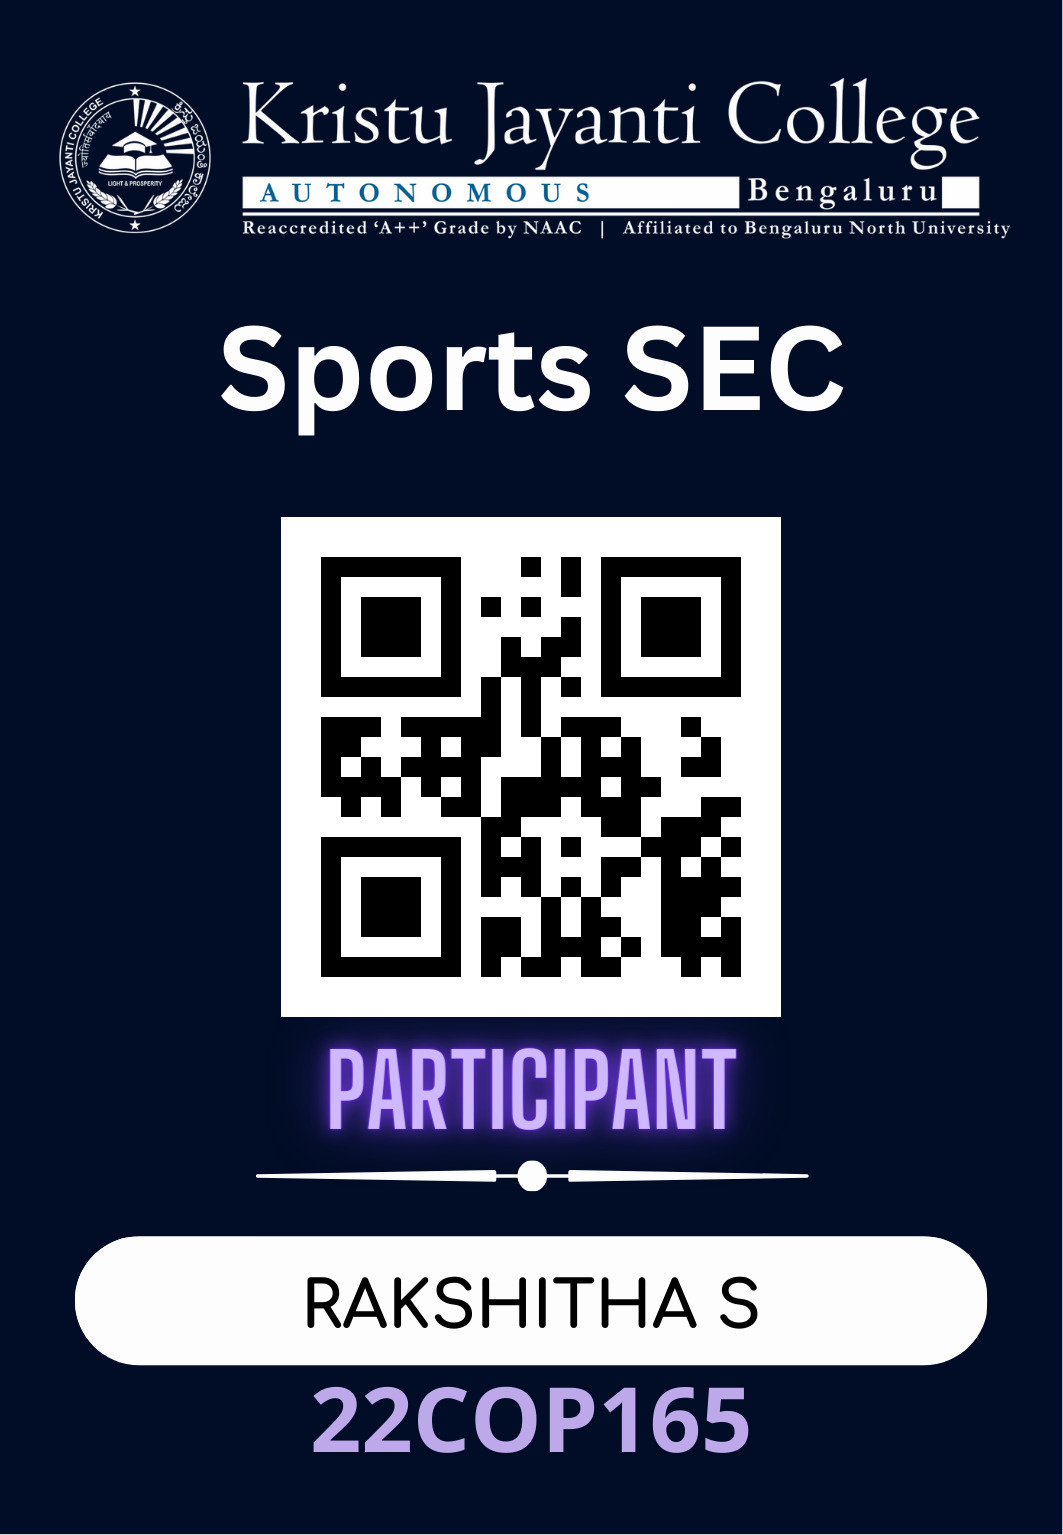 KRISTU JAYANTI COLLEGE
ಕ್ರಿಸ್ತು ಜಯಂತಿ ಕಾಲೇಜು
LIGHT & PROSPERITY
Kristu Jayanti College
AUTONOMOUS Bengaluru
Reaccredited ‘A++’ Grade by NAAC | Affiliated to Bengaluru North University
Sports SEC
PARTICIPANT
RAKSHITHA S
22COP165